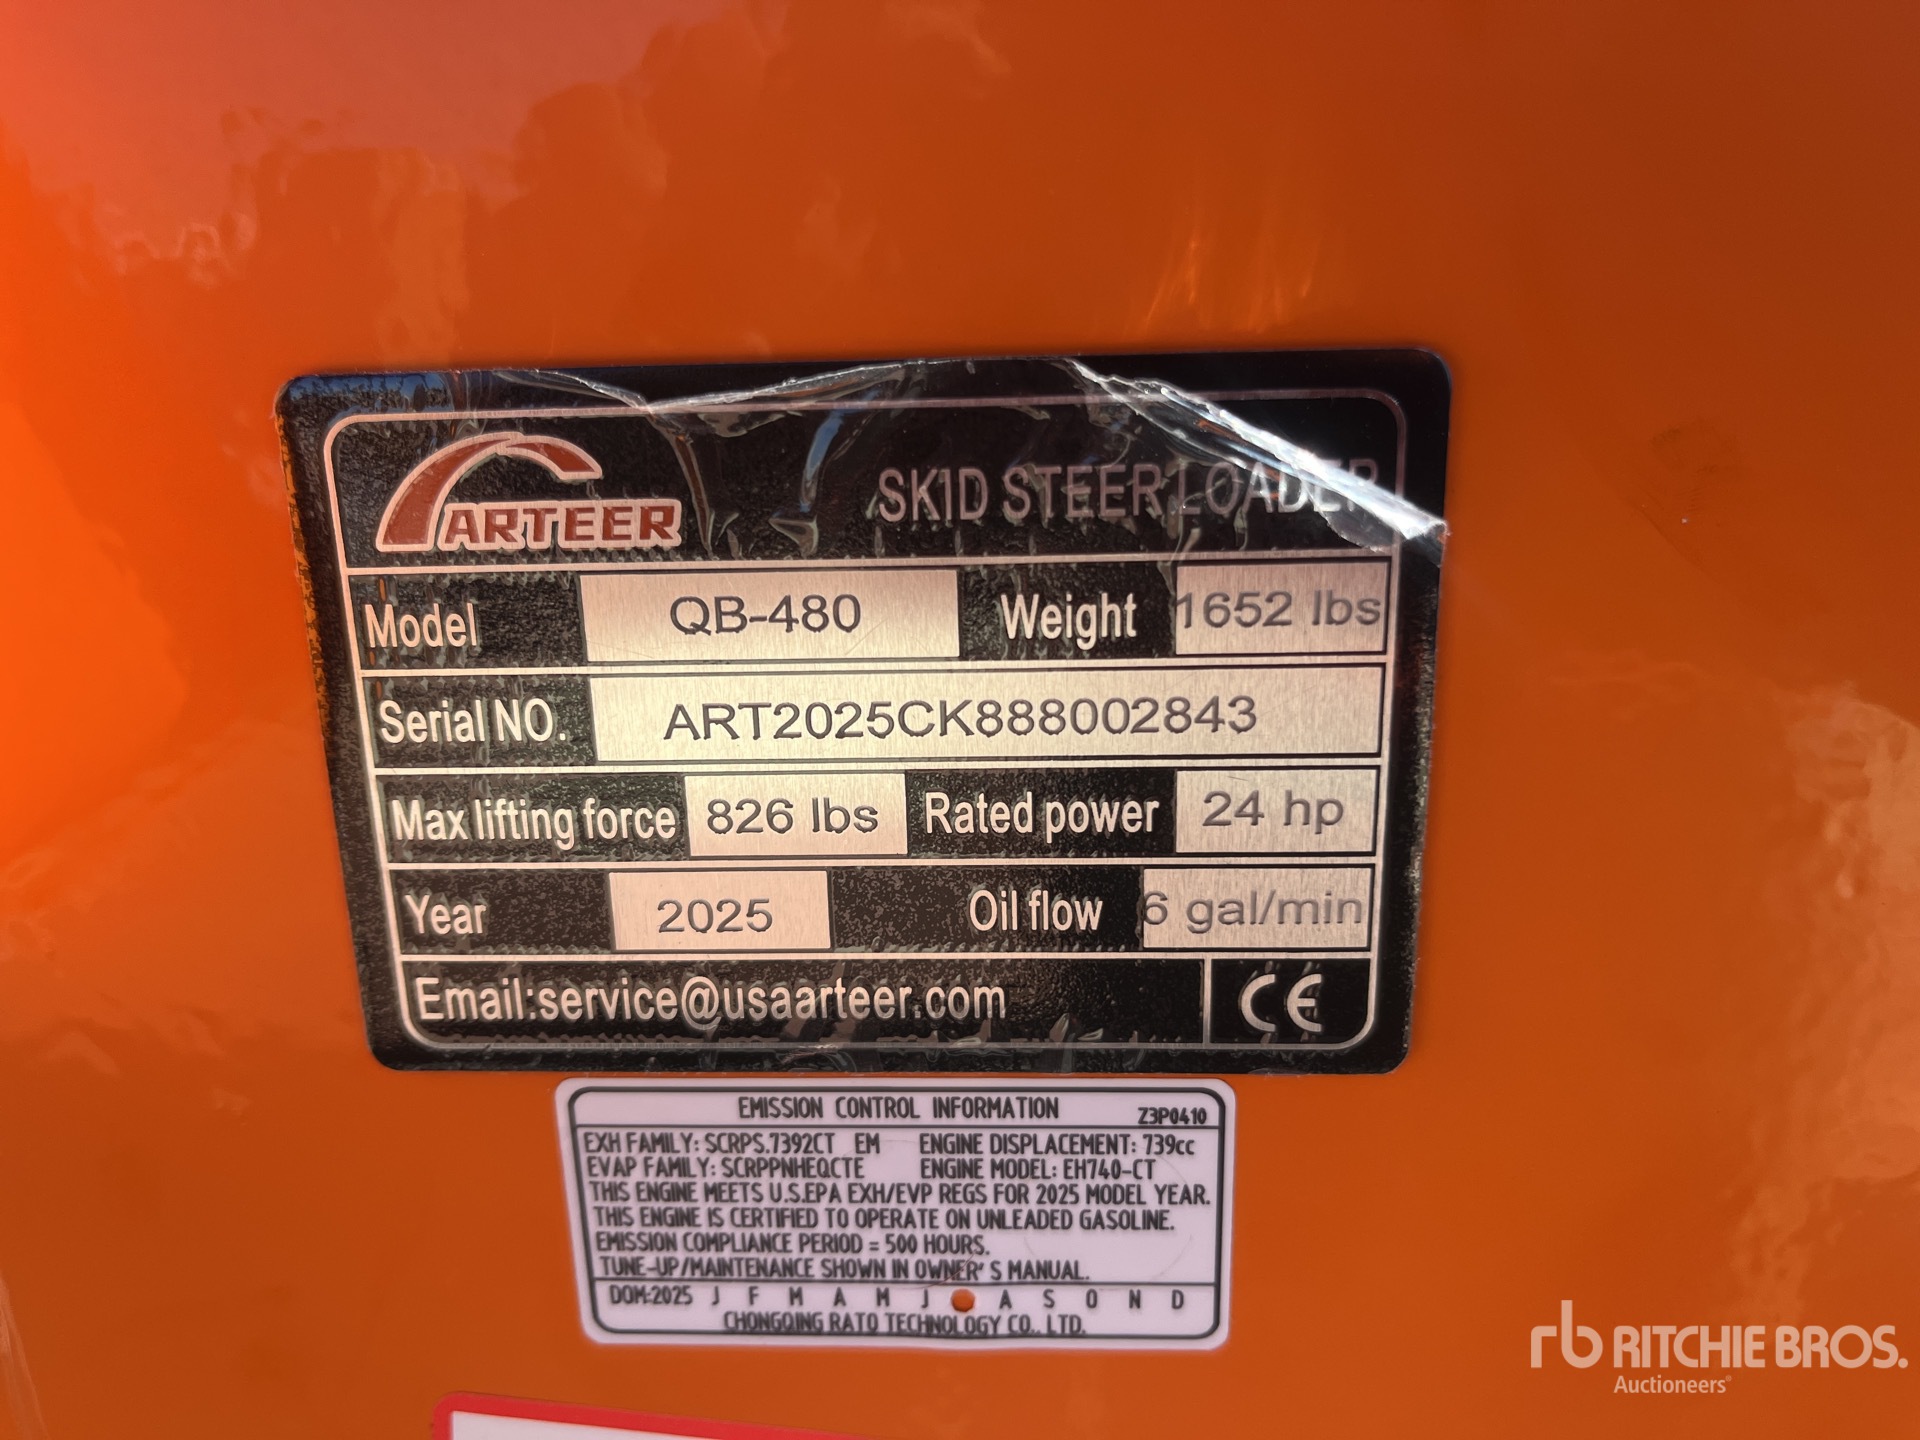 ARTEER SKID STEER LOADER
Model QB-480 Weight 1652 lbs
Serial NO. ART2025CK888002843
Max lifting force 826 lbs Rated power 24 hp
Year 2025 Oil flow 6 gal/min
Email:service@usaarteer.com CE
EMISSION CONTROL INFORMATION Z3P0410
EXH FAMILY: SCRPS.7392CT EM ENGINE DISPLACEMENT: 739cc
EVAP FAMILY: SCRPPNHEQCTE ENGINE MODEL: EH740-CT
THIS ENGINE MEETS U.S.EPA EXH/EVP REGS FOR 2025 MODEL YEAR.
THIS ENGINE IS CERTIFIED TO OPERATE ON UNLEADED GASOLINE.
EMISSION COMPLIANCE PERIOD = 500 HOURS.
TUNE-UP/MAINTENANCE SHOWN IN OWNER'S MANUAL.
DOM:2025 J F M A M J A S O N D
CHONGQING RATO TECHNOLOGY CO., LTD.
rb RITCHIE BROS.
Auctioneers